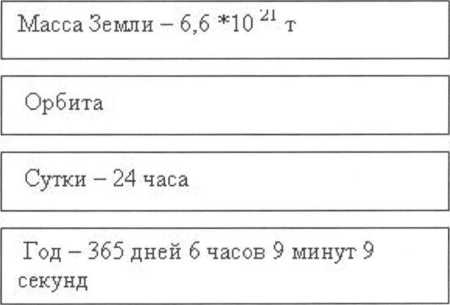 Масса Земли – 6,6 *10 21 т
Орбита
Сутки – 24 часа
Год – 365 дней 6 часов 9 минут 9
секунд